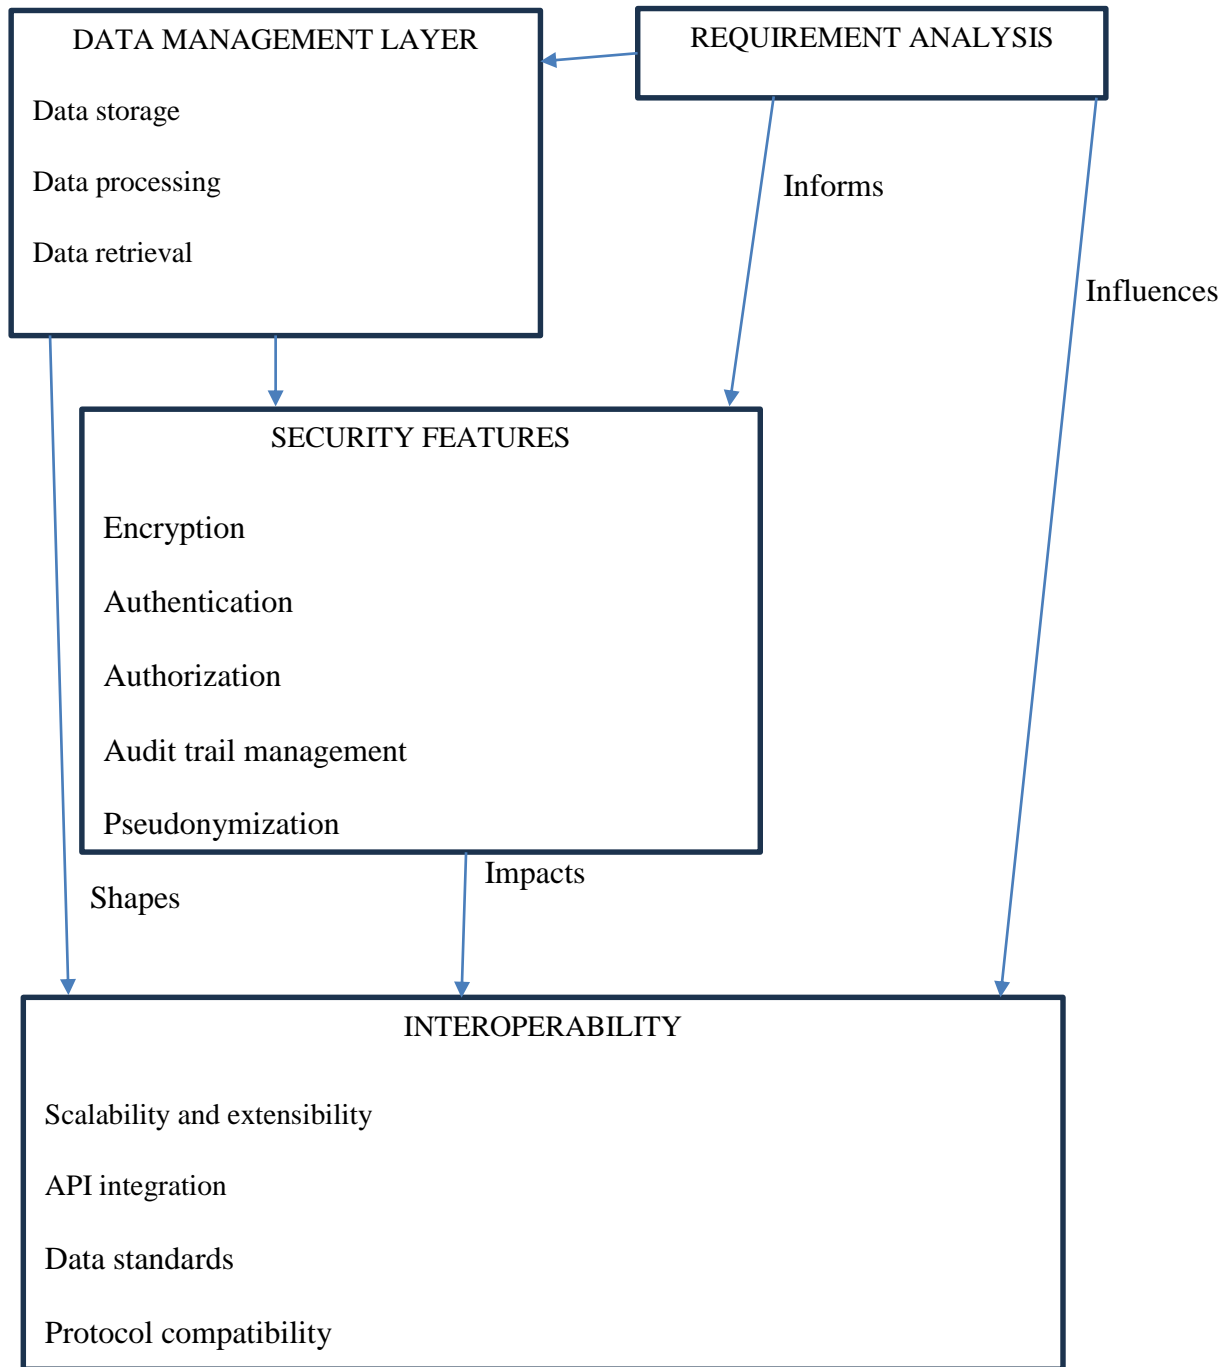 DATA MANAGEMENT LAYER
Data storage
Data processing
Data retrieval
REQUIREMENT ANALYSIS
Informs
Influences
SECURITY FEATURES
Encryption
Authentication
Authorization
Audit trail management
Pseudonymization
Shapes
Impacts
INTEROPERABILITY
Scalability and extensibility
API integration
Data standards
Protocol compatibility